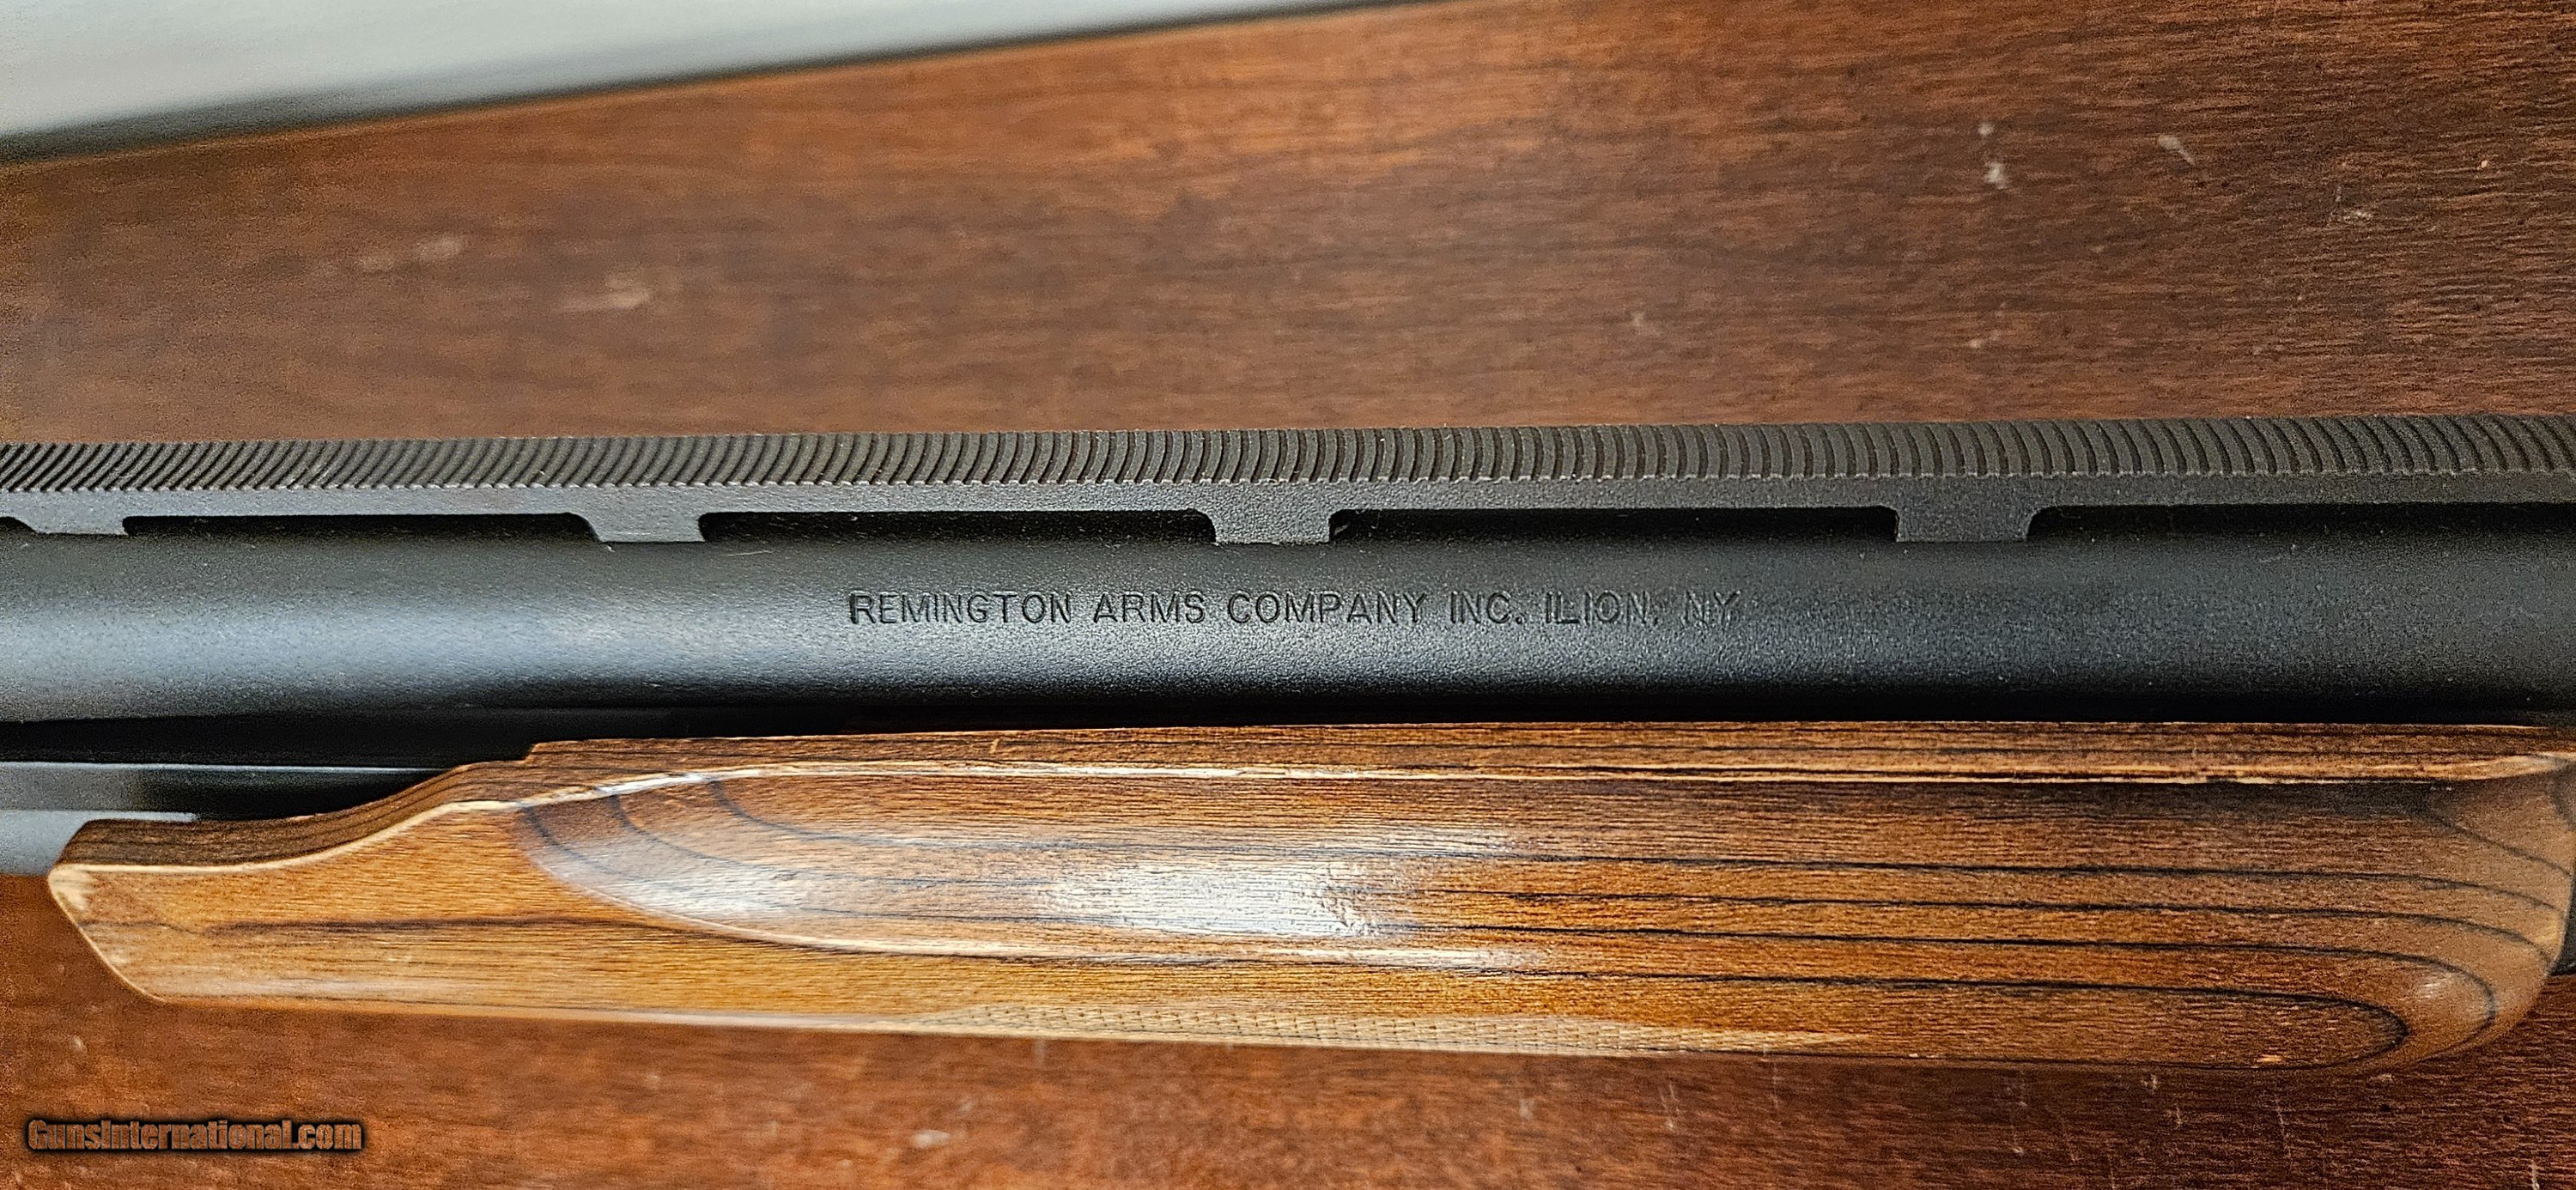 REMINGTON ARMS COMPANY INC. ILION, NY
GunsInternational.com